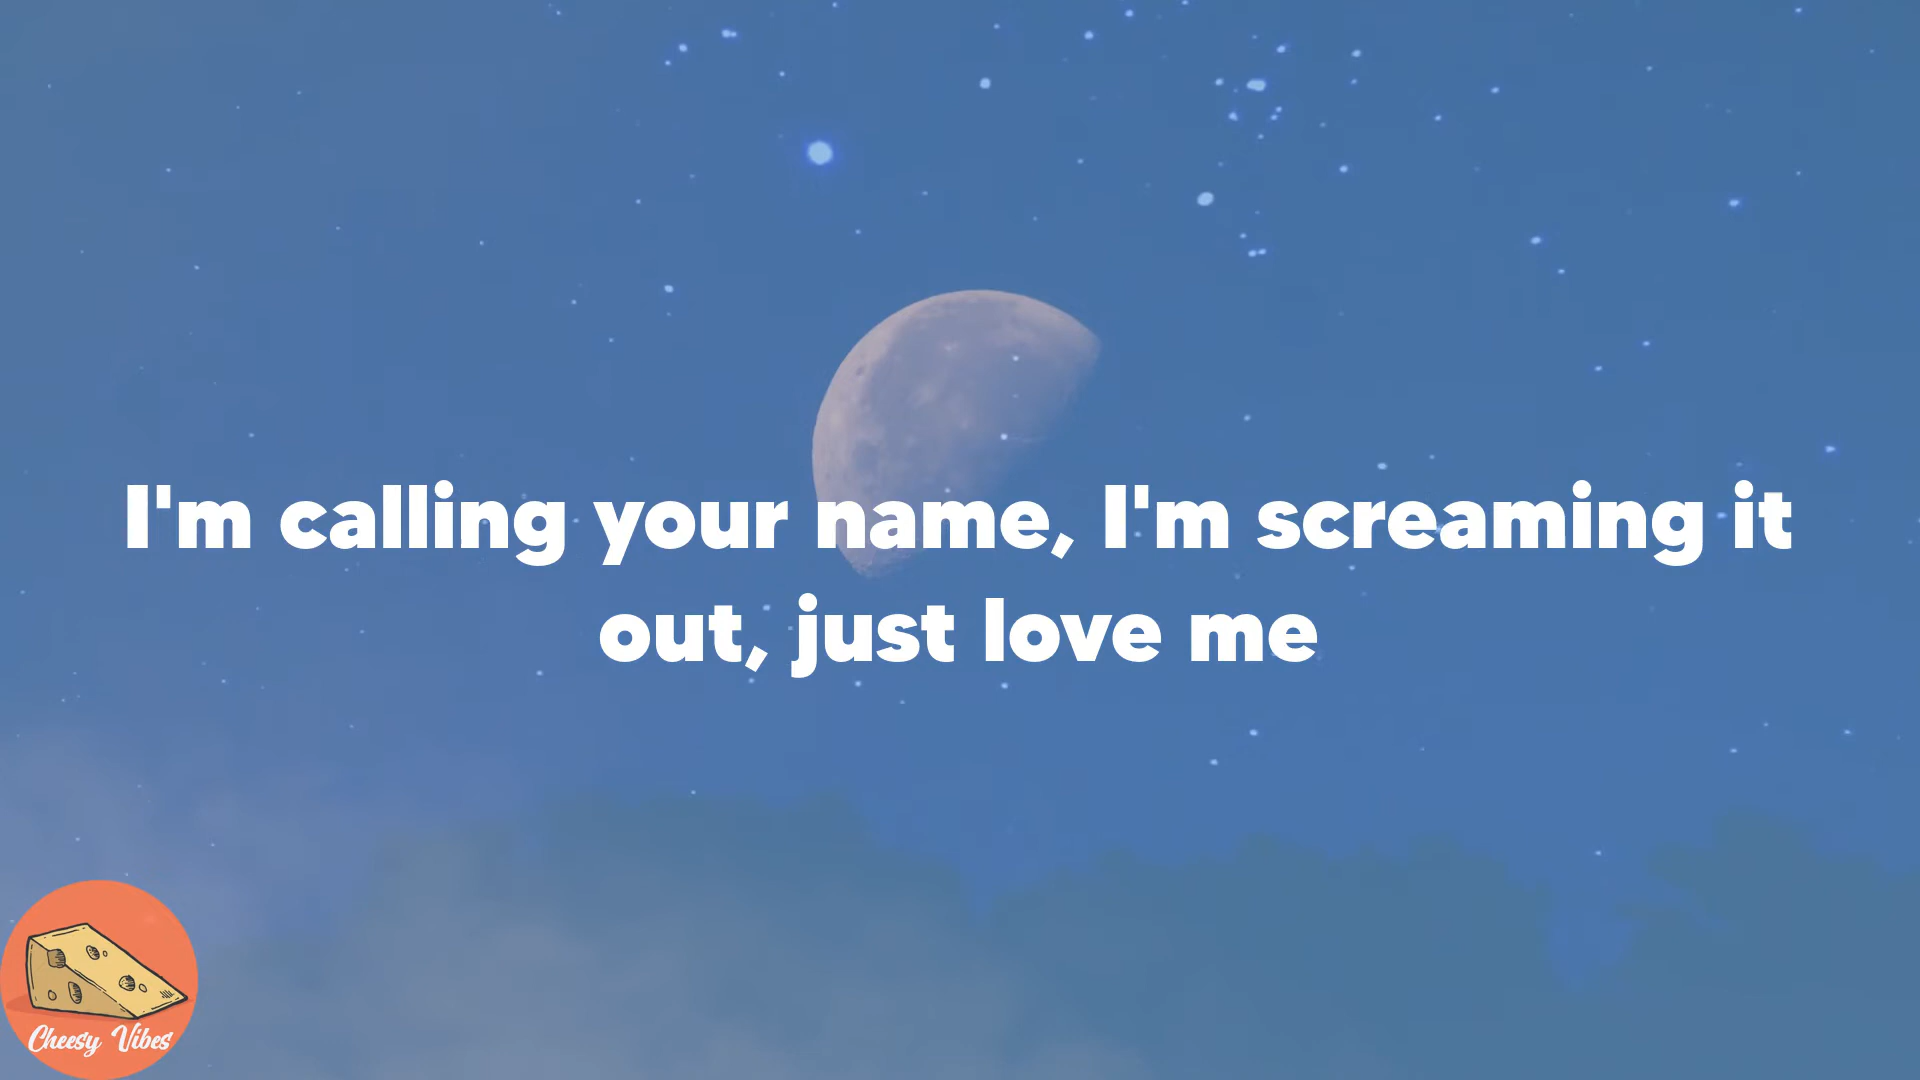 I'm calling your name, I'm screaming it
out, just love me
Cheesy Vibes